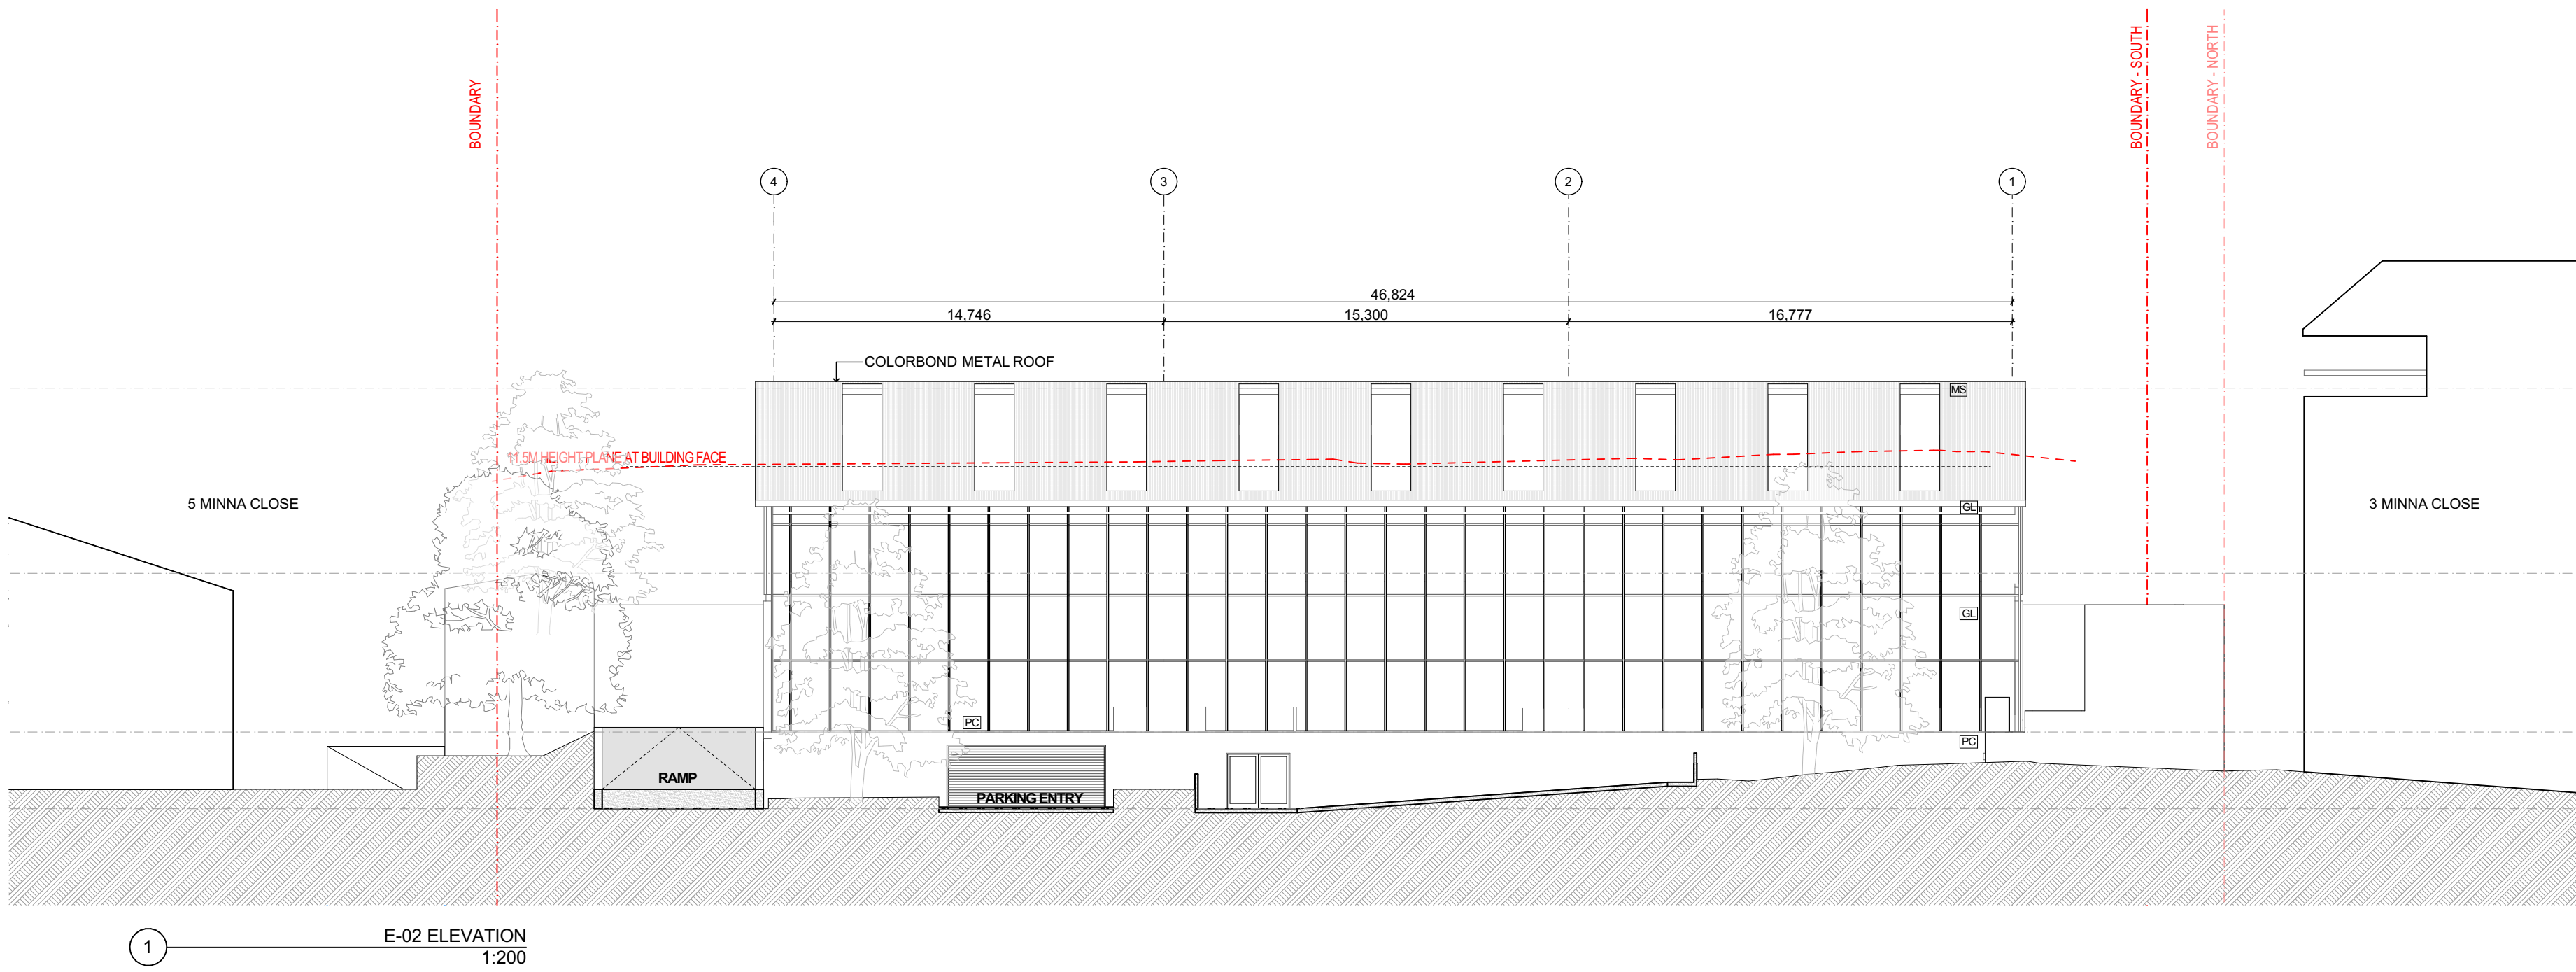 BOUNDARY
BOUNDARY - SOUTH
BOUNDARY - NORTH
4
3
2
1
46,824
14,746
15,300
16,777
COLORBOND METAL ROOF
MS
11.5M HEIGHT PLANE AT BUILDING FACE
5 MINNA CLOSE
GL
3 MINNA CLOSE
GL
PC
PC
RAMP
PARKING ENTRY
1
E-02 ELEVATION
1:200